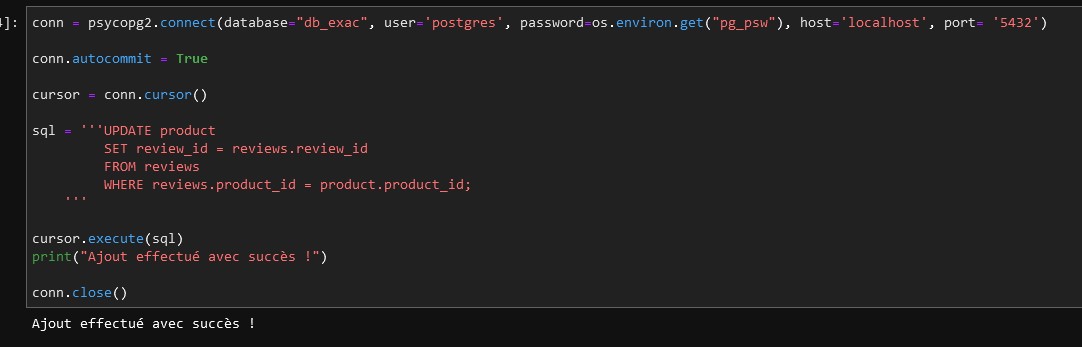 4]: conn = psycopg2.connect(database="db_exac", user='postgres', password=os.environ.get("pg_psw"), host='localhost', port= '5432')
conn.autocommit = True
cursor = conn.cursor()
sql = '''UPDATE product
SET review_id = reviews.review_id
FROM reviews
WHERE reviews.product_id = product.product_id;
'''
cursor.execute(sql)
print("Ajout effectué avec succès !")
conn.close()
Ajout effectué avec succès !